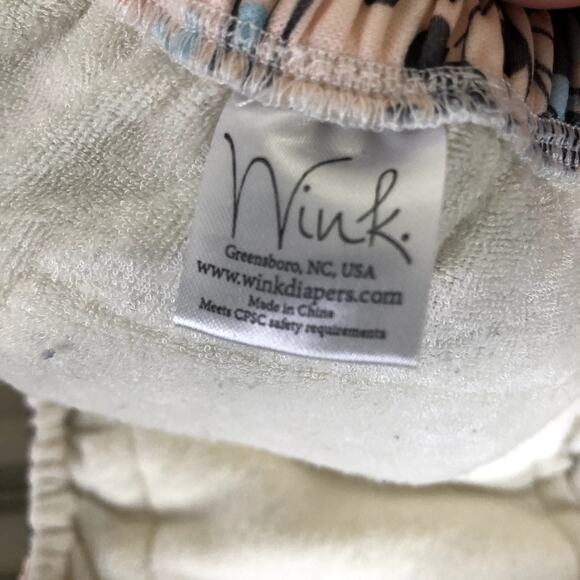 Wink.
Greensboro, NC, USA
www.winkdiapers.com
Made in China
Meets CPSC safety requirements